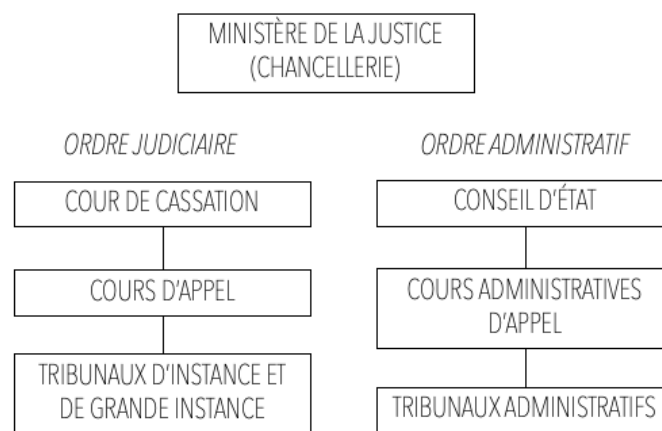 MINISTÈRE DE LA JUSTICE
(CHANCELLERIE)
ORDRE JUDICIAIRE
ORDRE ADMINISTRATIF
COUR DE CASSATION
CONSEIL D'ÉTAT
COURS D'APPEL
COURS ADMINISTRATIVES
D'APPEL
TRIBUNAUX D'INSTANCE ET
DE GRANDE INSTANCE
TRIBUNAUX ADMINISTRATIFS